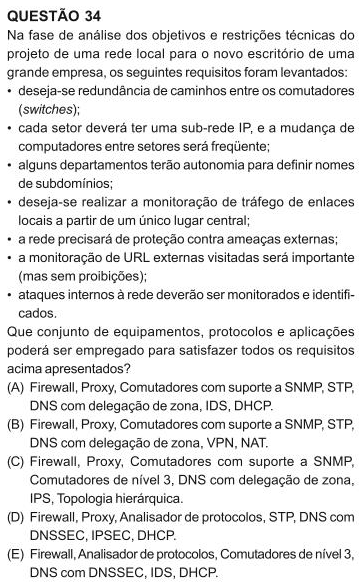 QUESTÃO 34
Na fase de análise dos objetivos e restrições técnicas do
projeto de uma rede local para o novo escritório de uma
grande empresa, os seguintes requisitos foram levantados:
• deseja-se redundância de caminhos entre os comutadores
(switches);
• cada setor deverá ter uma sub-rede IP, e a mudança de
computadores entre setores será freqüente;
• alguns departamentos terão autonomia para definir nomes
de subdomínios;
• deseja-se realizar a monitoração de tráfego de enlaces
locais a partir de um único lugar central;
• a rede precisará de proteção contra ameaças externas;
• a monitoração de URL externas visitadas será importante
(mas sem proibições);
• ataques internos à rede deverão ser monitorados e identifi-
cados.
Que conjunto de equipamentos, protocolos e aplicações
poderá ser empregado para satisfazer todos os requisitos
acima apresentados?
(A) Firewall, Proxy, Comutadores com suporte a SNMP, STP,
DNS com delegação de zona, IDS, DHCP.
(B) Firewall, Proxy, Comutadores com suporte a SNMP, STP,
DNS com delegação de zona, VPN, NAT.
(C) Firewall, Proxy, Comutadores com suporte a SNMP,
Comutadores de nível 3, DNS com delegação de zona,
IPS, Topologia hierárquica.
(D) Firewall, Proxy, Analisador de protocolos, STP, DNS com
DNSSEC, IPSEC, DHCP.
(E) Firewall, Analisador de protocolos, Comutadores de nível 3,
DNS com DNSSEC, IDS, DHCP.